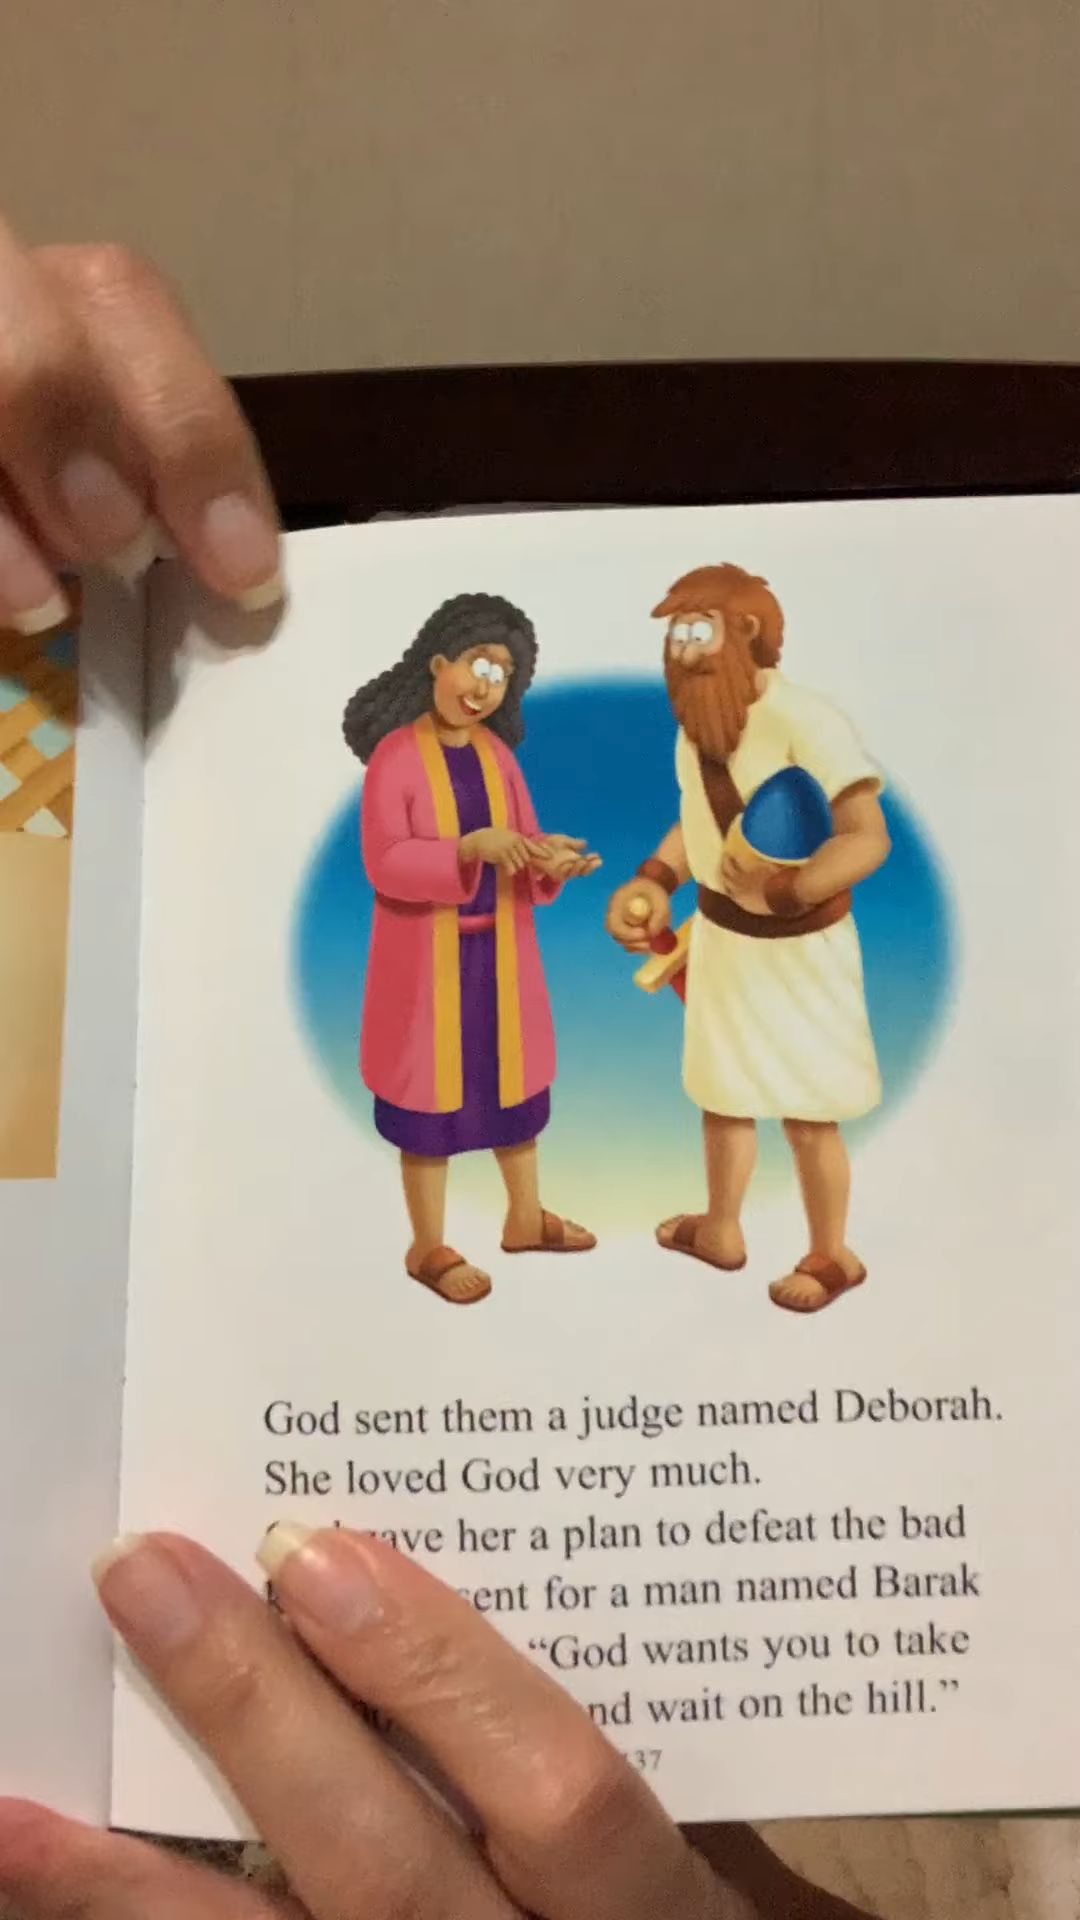 God sent them a judge named Deborah.
She loved God very much.
gave her a plan to defeat the bad
sent for a man named Barak
“God wants you to take
and wait on the hill.”
37